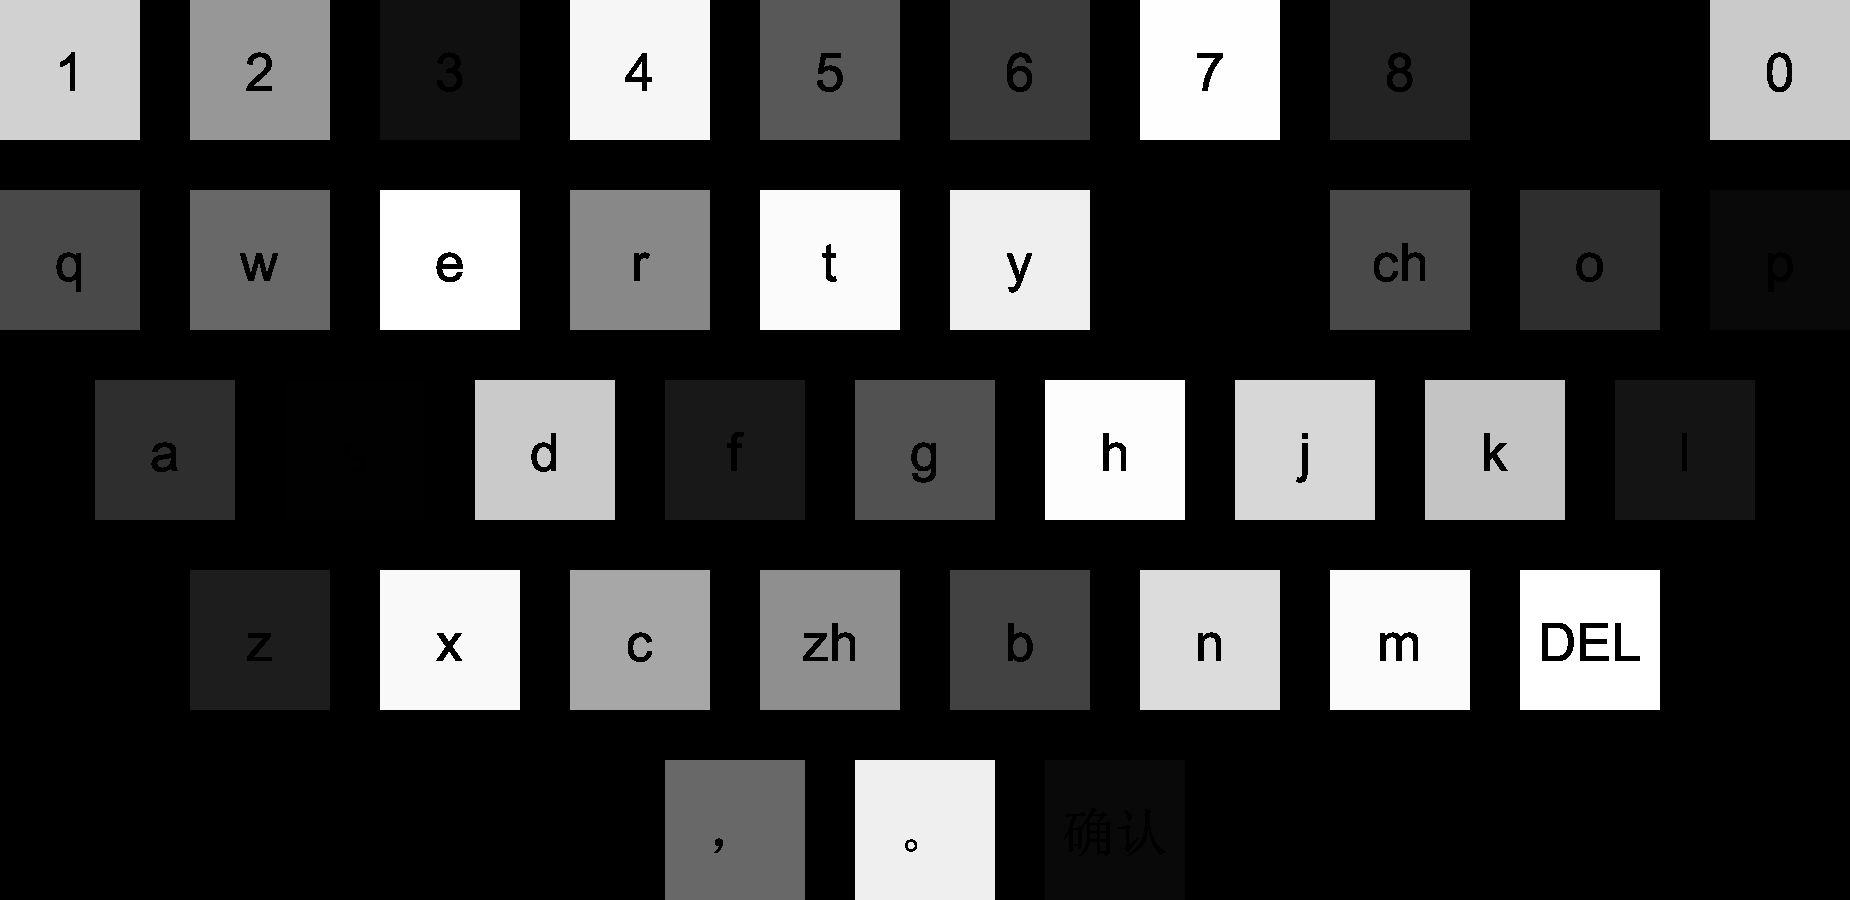 1 2 3 4 5 6 7 8 0
q w e r t y ch o p
a d f g h j k l
z x c zh b n m DEL
， 。 确认